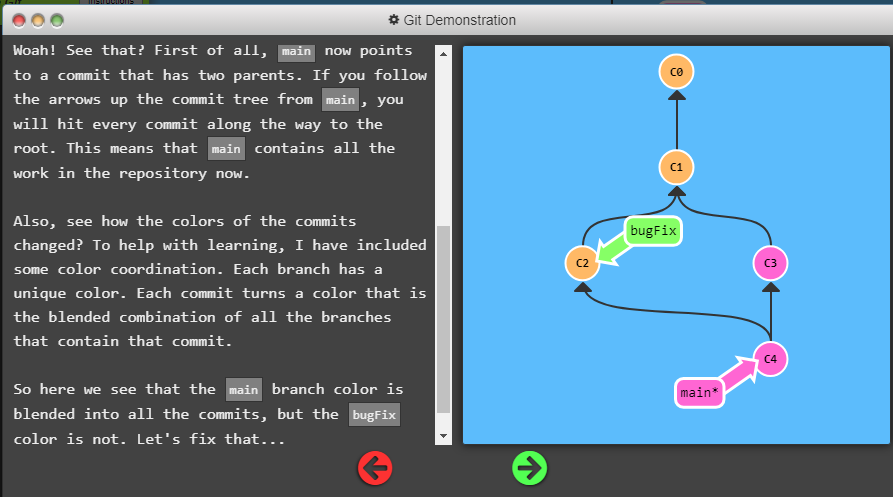 Instructions
Git Demonstration
Woah! See that? First of all, main now points
to a commit that has two parents. If you follow
the arrows up the commit tree from main, you
will hit every commit along the way to the
root. This means that main contains all the
work in the repository now.
Also, see how the colors of the commits
changed? To help with learning, I have included
some color coordination. Each branch has a
unique color. Each commit turns a color that is
the blended combination of all the branches
that contain that commit.
So here we see that the main branch color is
blended into all the commits, but the bugFix
color is not. Let's fix that...
C0
C1
bugFix
C2
C3
C4
main*